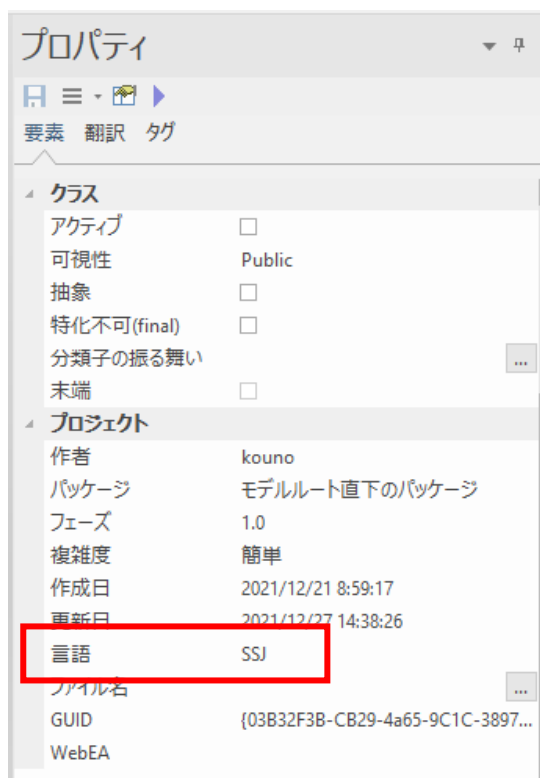 プロパティ
要素 翻訳 タグ
クラス
アクティブ
可視性 Public
抽象
特化不可(final)
分類子の振る舞い ...
末端
プロジェクト
作者 kouno
パッケージ モデルルート直下のパッケージ
フェーズ 1.0
複雑度 簡単
作成日 2021/12/21 8:59:17
更新日 2021/12/27 14:38:26
言語 SSJ
ファイル名 ...
GUID {03B32F3B-CB29-4a65-9C1C-3897...
WebEA